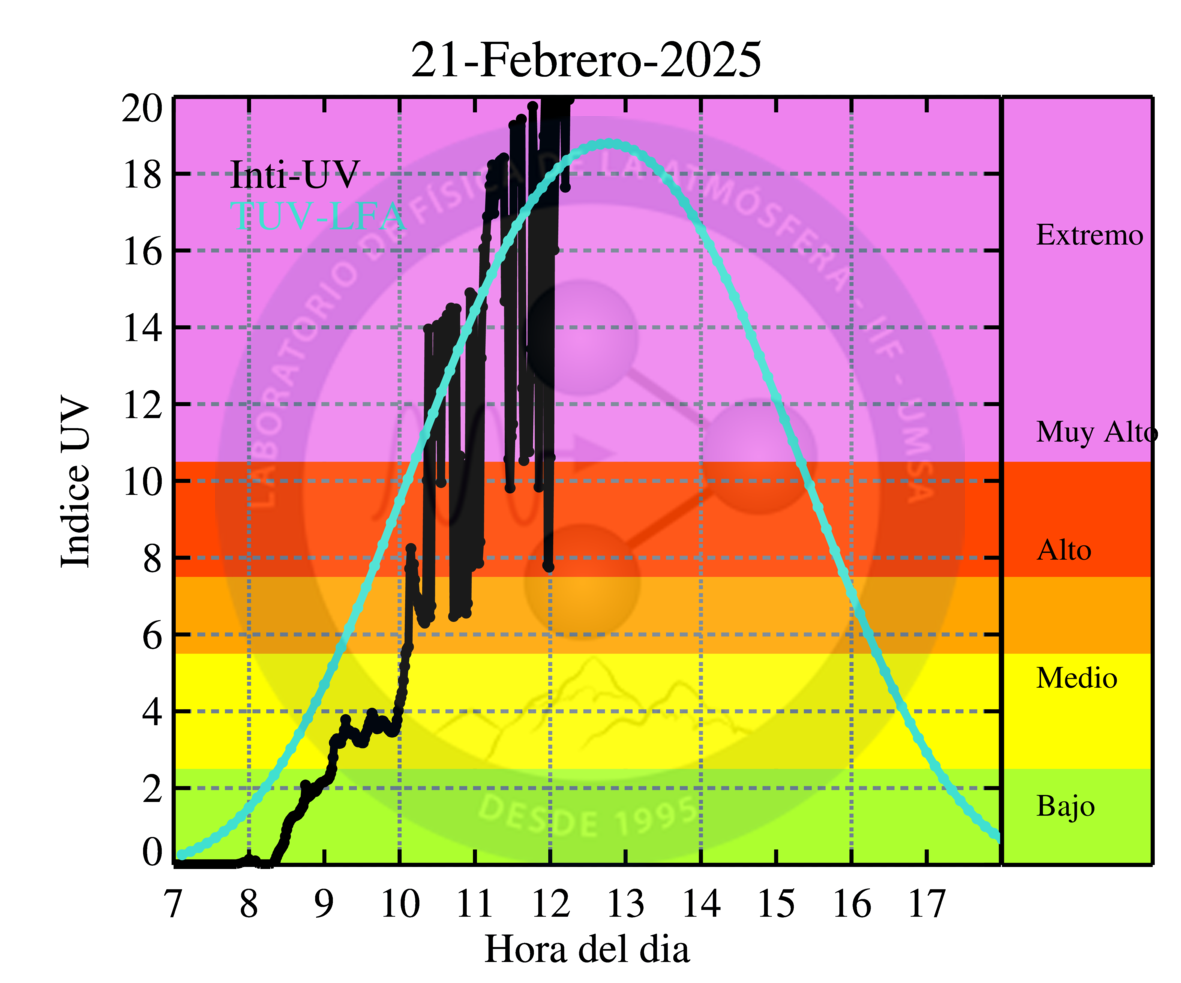 21-Febrero-2025
Indice UV
20
18
16
14
12
10
8
6
4
2
0
Inti-UV
TUV-LFA
LABORATORIO DE FÍSICA DE LA ATMÓSFERA - IIF - UMSA
DESDE 1995
Extremo
Muy Alto
Alto
Medio
Bajo
7 8 9 10 11 12 13 14 15 16 17
Hora del dia